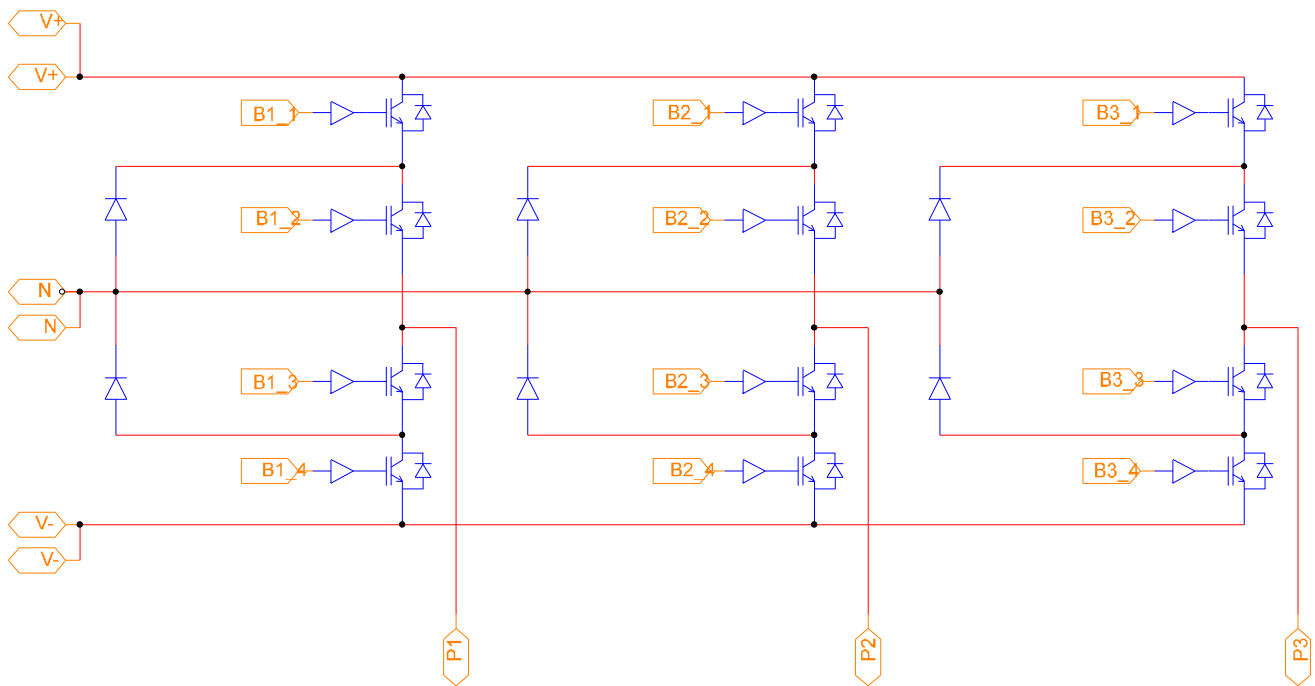 V+
V+
B1_1
B2_1
B3_1
B1_2
B2_2
B3_2
N
N
B1_3
B2_3
B3_3
B1_4
B2_4
B3_4
V-
V-
P1
P2
P3